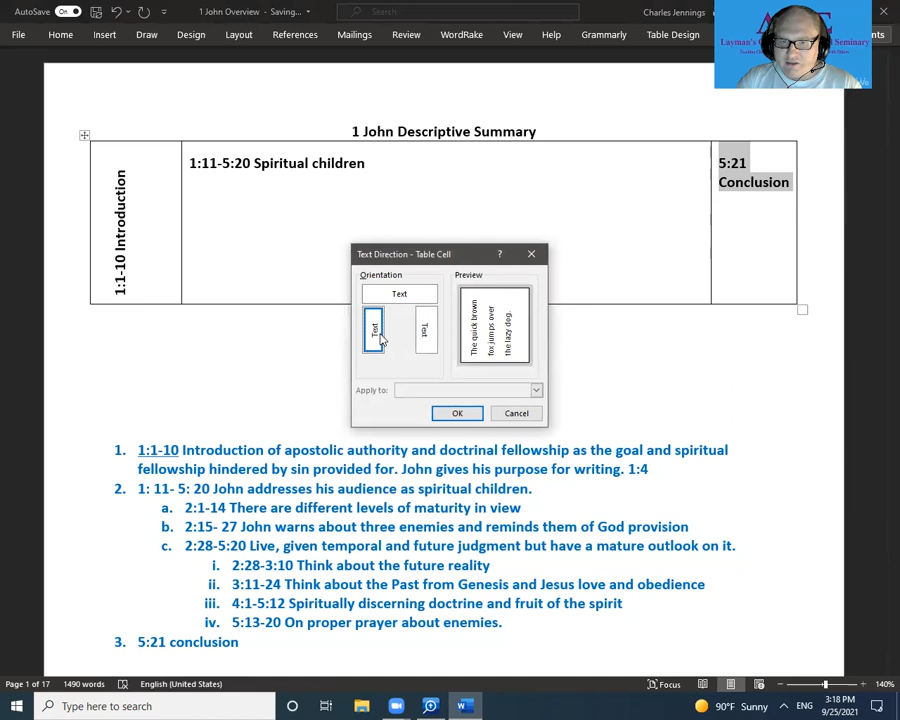 AutoSave On 1 John Overview - Saving... Search Charles Jennings
File Home Insert Draw Design Layout References Mailings Review WordRake View Help Grammarly Table Design
Layman's Seminary
1 John Descriptive Summary
1:1-10 Introduction
1:11-5:20 Spiritual children
5:21
Conclusion
Text Direction - Table Cell ?
Orientation
Preview
Text
Text
Text
The quick brown
fox jumps over
the lazy dog.
Apply to:
OK Cancel
1. 1:1-10 Introduction of apostolic authority and doctrinal fellowship as the goal and spiritual
fellowship hindered by sin provided for. John gives his purpose for writing. 1:4
2. 1: 11- 5: 20 John addresses his audience as spiritual children.
a. 2:1-14 There are different levels of maturity in view
b. 2:15- 27 John warns about three enemies and reminds them of God provision
c. 2:28-5:20 Live, given temporal and future judgment but have a mature outlook on it.
i. 2:28-3:10 Think about the future reality
ii. 3:11-24 Think about the Past from Genesis and Jesus love and obedience
iii. 4:1-5:12 Spiritually discerning doctrine and fruit of the spirit
iv. 5:13-20 On proper prayer about enemies.
3. 5:21 conclusion
Page 1 of 17 1490 words English (United States) Focus 140%
Type here to search 90°F Sunny ENG 3:18 PM
9/25/2021